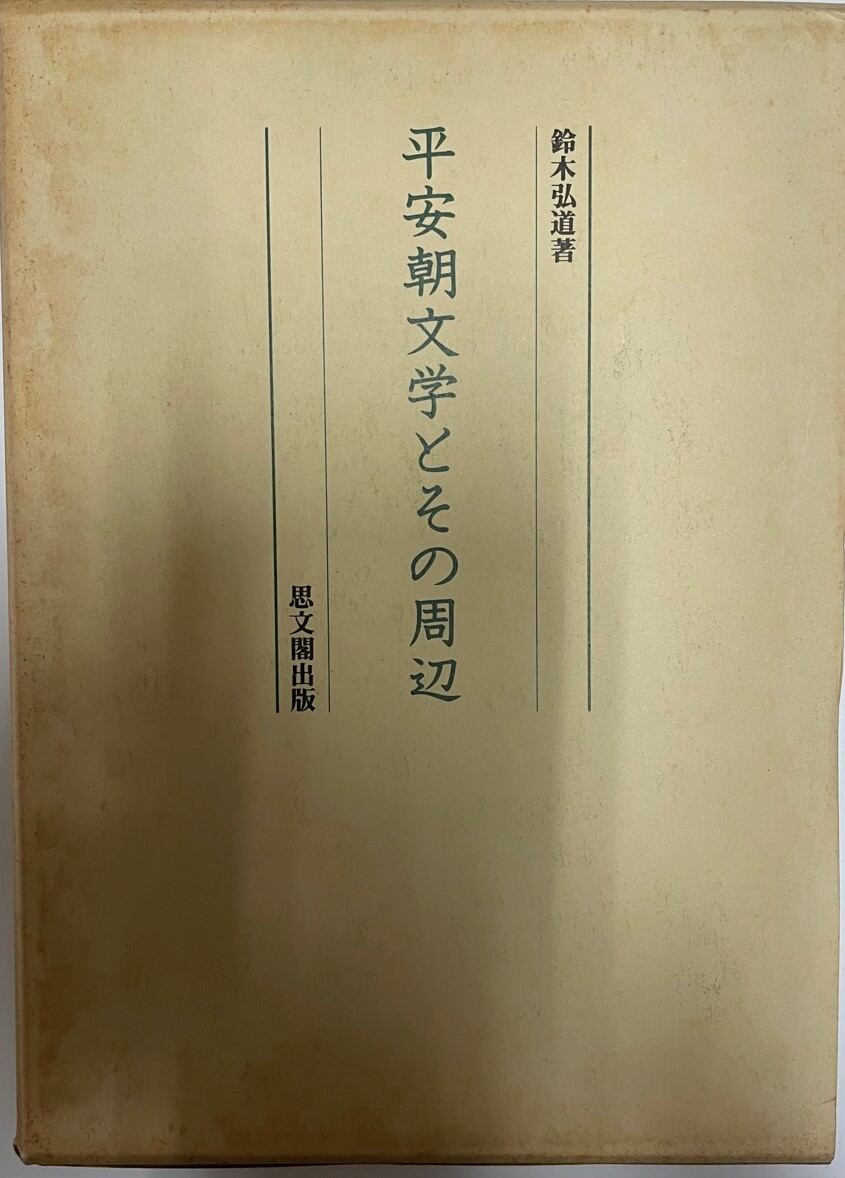 鈴木弘道著
平安朝文学とその周辺
思文閣出版